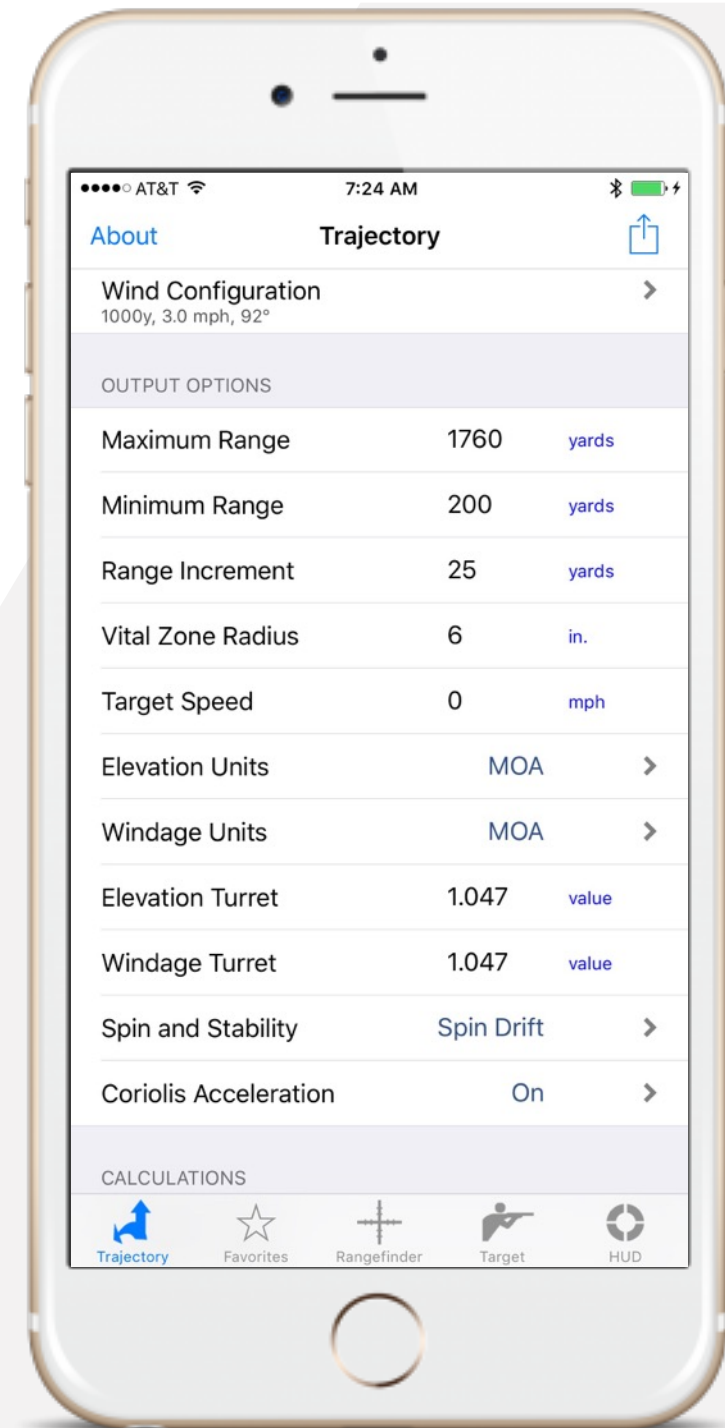 AT&T 7:24 AM
About Trajectory
Wind Configuration
1000y, 3.0 mph, 92°
OUTPUT OPTIONS
Maximum Range 1760 yards
Minimum Range 200 yards
Range Increment 25 yards
Vital Zone Radius 6 in.
Target Speed 0 mph
Elevation Units MOA
Windage Units MOA
Elevation Turret 1.047 value
Windage Turret 1.047 value
Spin and Stability Spin Drift
Coriolis Acceleration On
CALCULATIONS
Trajectory Favorites Rangefinder Target HUD